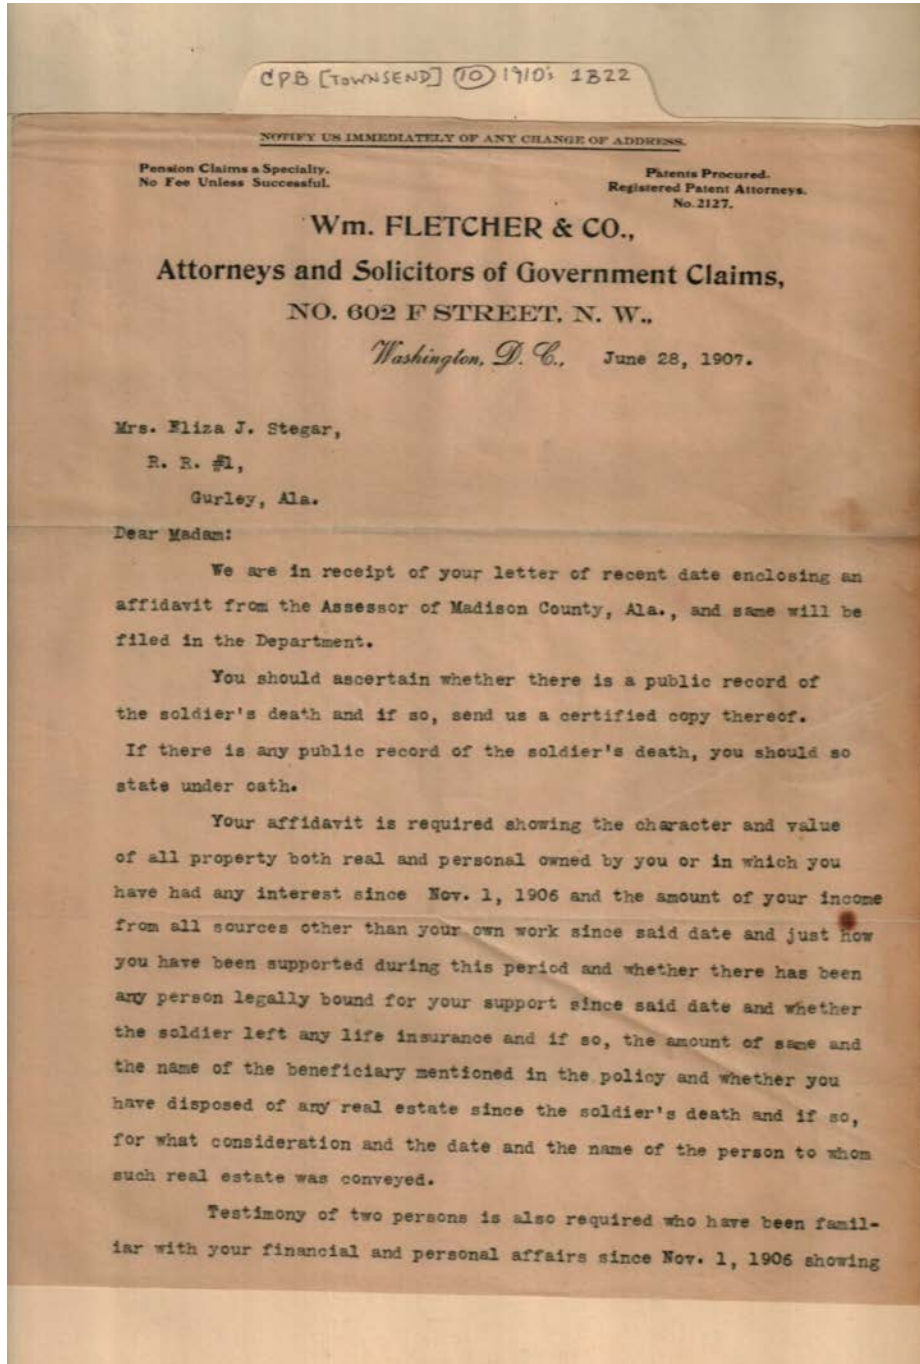 CPB [TOWNSEND] 10 1910's 1B22
NOTIFY US IMMEDIATELY OF ANY CHANGE OF ADDRESS.
Pension Claims a Specialty.
No Fee Unless Successful.
Patents Procured.
Registered Patent Attorneys.
No. 2127.
Wm. FLETCHER & CO.,
Attorneys and Solicitors of Government Claims,
NO. 602 F STREET, N. W.,
Washington, D. C., June 28, 1907.
Mrs. Eliza J. Stegar,
R. R. #1,
Gurley, Ala.
Dear Madam:
We are in receipt of your letter of recent date enclosing an
affidavit from the Assessor of Madison County, Ala., and same will be
filed in the Department.
You should ascertain whether there is a public record of
the soldier's death and if so, send us a certified copy thereof.
If there is any public record of the soldier's death, you should so
state under oath.
Your affidavit is required showing the character and value
of all property both real and personal owned by you or in which you
have had any interest since Nov. 1, 1906 and the amount of your income
from all sources other than your own work since said date and just how
you have been supported during this period and whether there has been
any person legally bound for your support since said date and whether
the soldier left any life insurance and if so, the amount of same and
the name of the beneficiary mentioned in the policy and whether you
have disposed of any real estate since the soldier's death and if so,
for what consideration and the date and the name of the person to whom
such real estate was conveyed.
Testimony of two persons is also required who have been famil-
iar with your financial and personal affairs since Nov. 1, 1906 showing